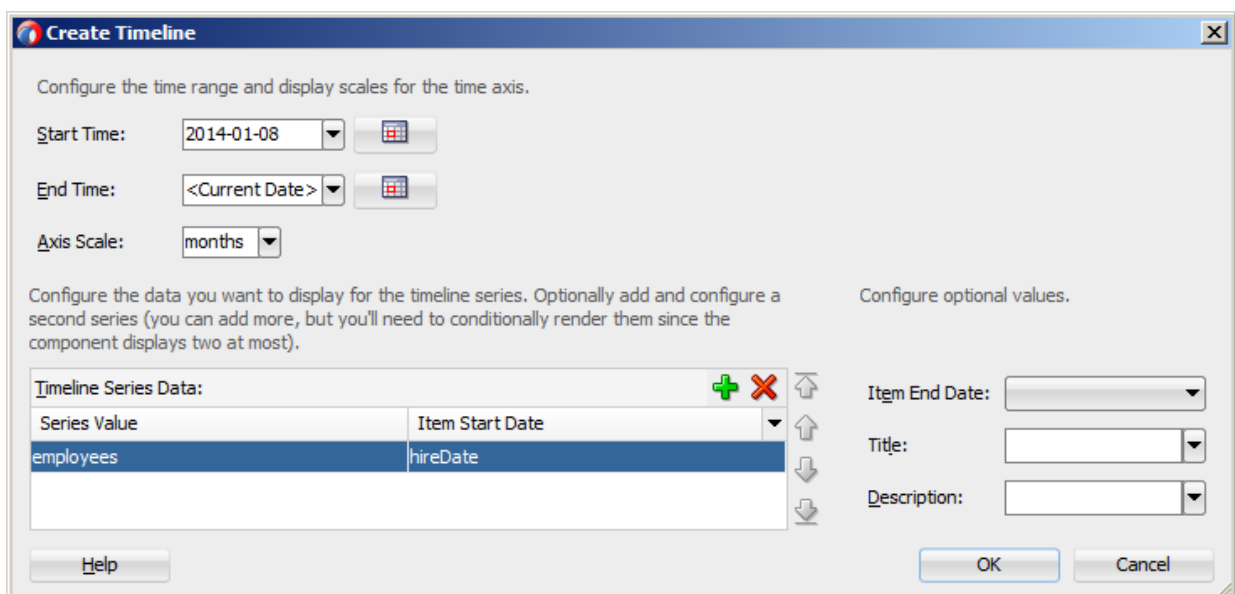 Create Timeline
Configure the time range and display scales for the time axis.
Start Time: 2014-01-08
End Time: <Current Date>
Axis Scale: months
Configure the data you want to display for the timeline series. Optionally add and configure a
second series (you can add more, but you'll need to conditionally render them since the
component displays two at most).
Timeline Series Data:
Series Value Item Start Date
employees hireDate
Configure optional values.
Item End Date:
Title:
Description:
Help OK Cancel